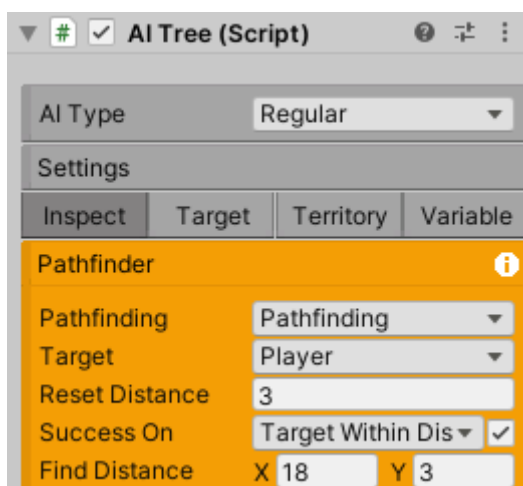 AI Tree (Script)
AI Type Regular
Settings
Inspect Target Territory Variable
Pathfinder
Pathfinding Pathfinding
Target Player
Reset Distance 3
Success On Target Within Dis
Find Distance X 18 Y 3